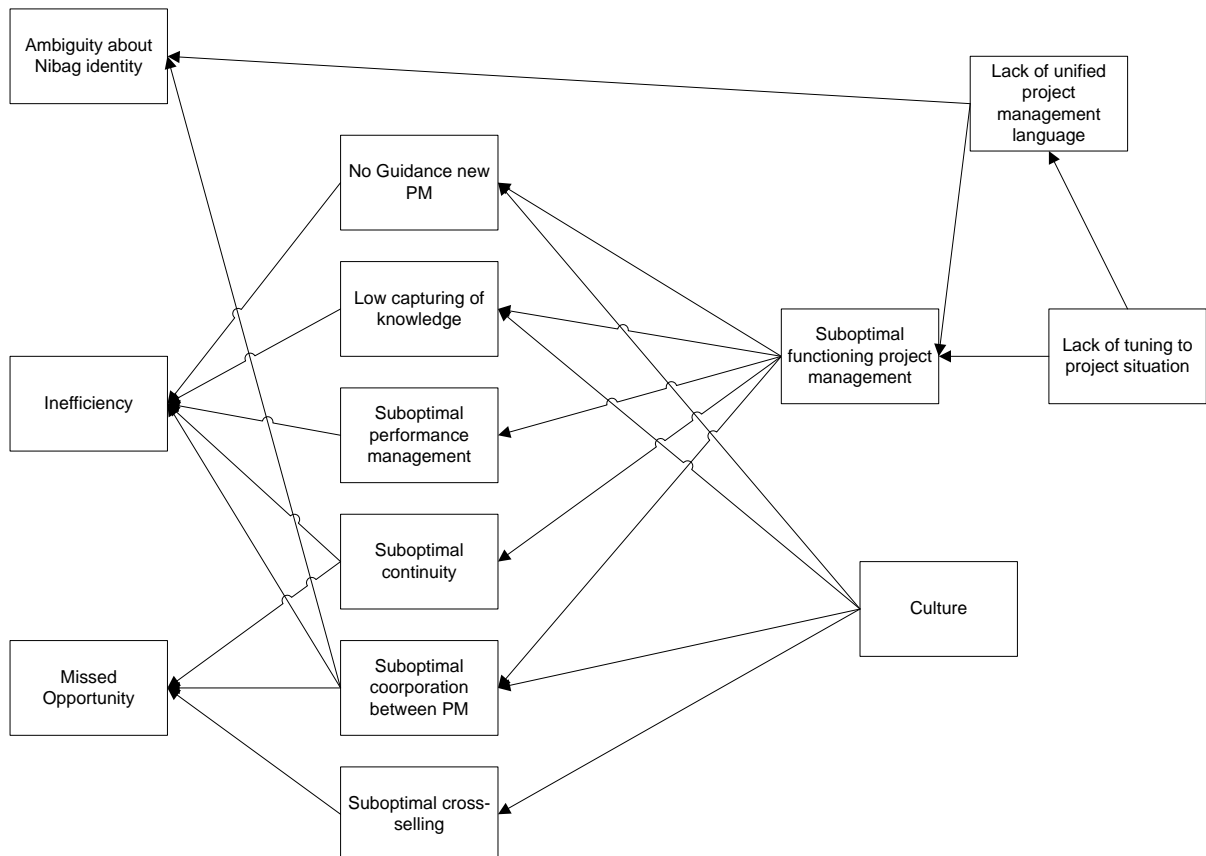 Ambiguity about
Nibag identity
Lack of unified
project
management
language
No Guidance new
PM
Low capturing of
knowledge
Suboptimal
functioning project
management
Lack of tuning to
project situation
Inefficiency
Suboptimal
performance
management
Suboptimal
continuity
Culture
Missed
Opportunity
Suboptimal
coorporation
between PM
Suboptimal cross-
selling